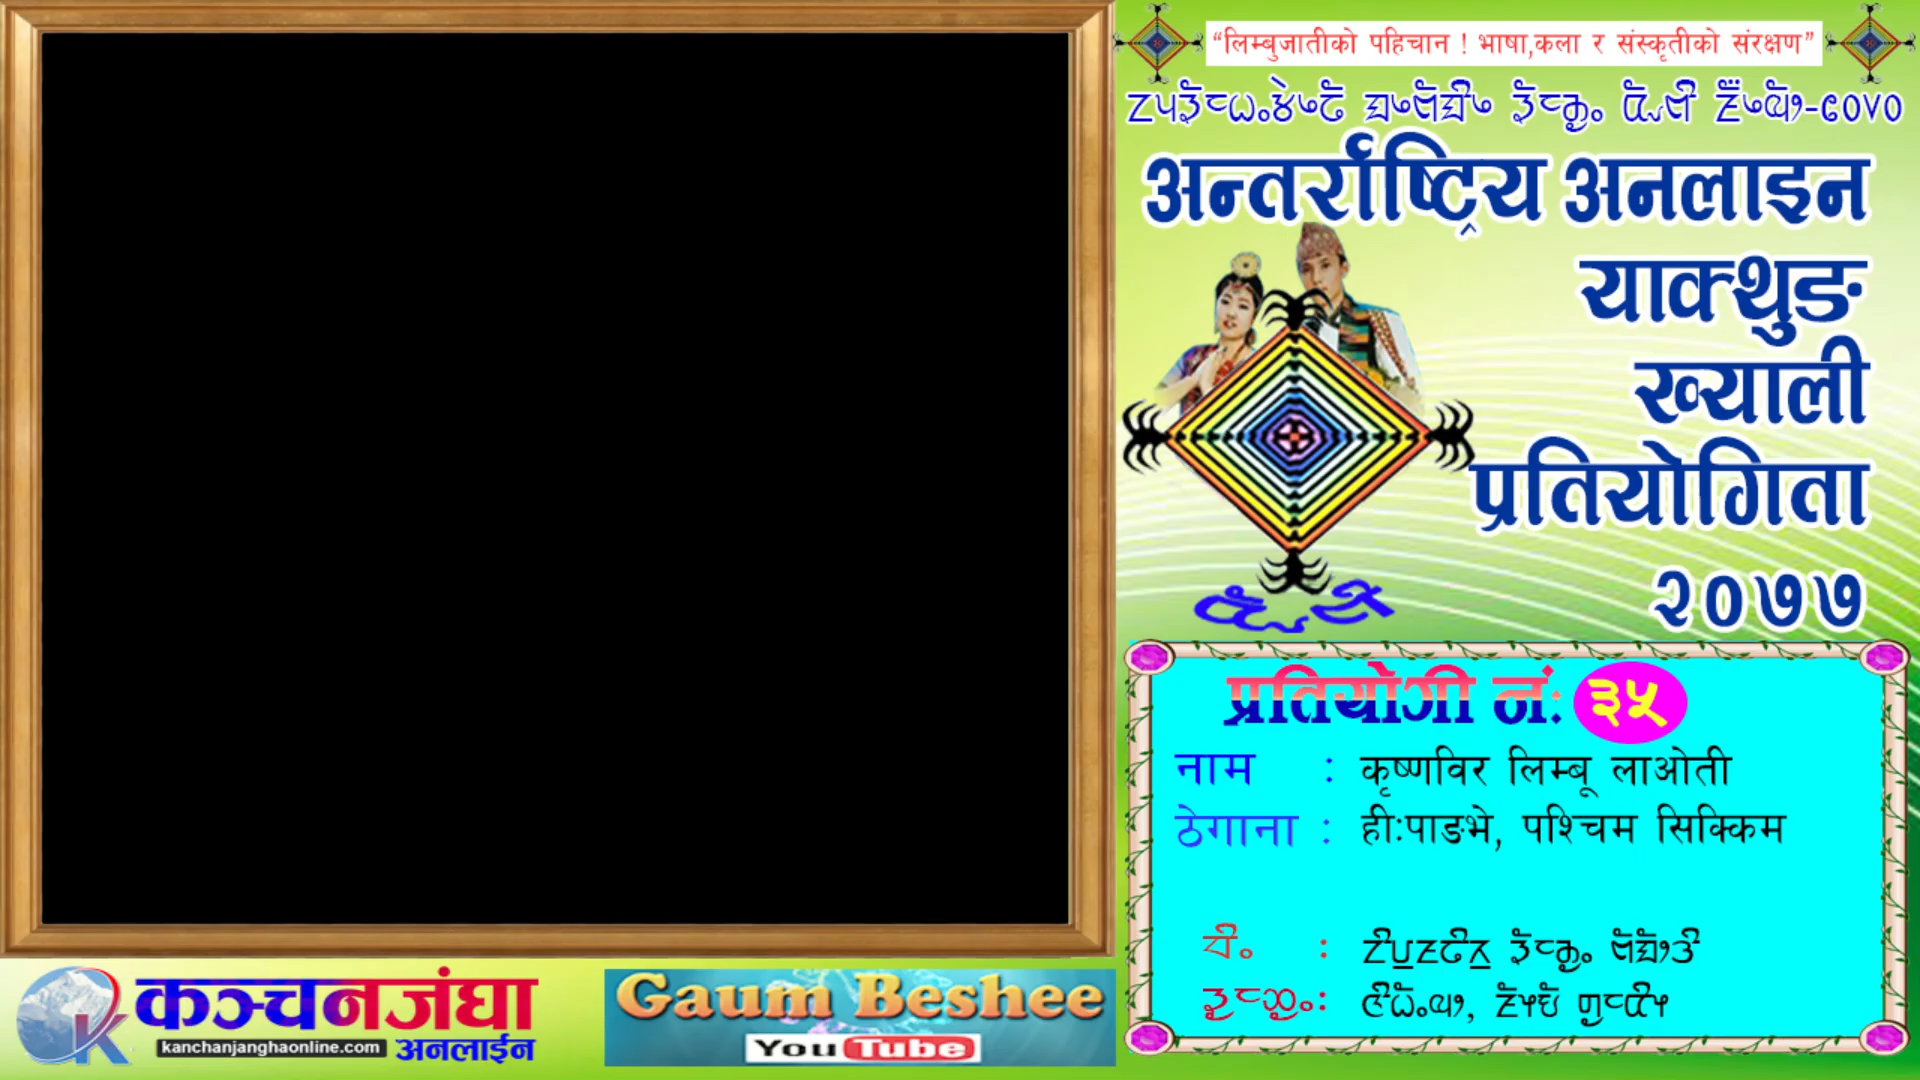 “लिम्बुजातीको पहिचान ! भाषा,कला र संस्कृतीको संरक्षण”
अन्तर्राष्ट्रिय अनलाइन
याक्थुङ
ख्याली
प्रतियोगिता
२०७७
प्रतियोगी नं: ३५
नाम : कृष्णविर लिम्बू लाओती
ठेगाना : ही:पाङभे, पश्चिम सिक्किम
कञ्चनजंघा
kanchanjanghaonline.com अनलाईन
Gaum Beshee
YouTube